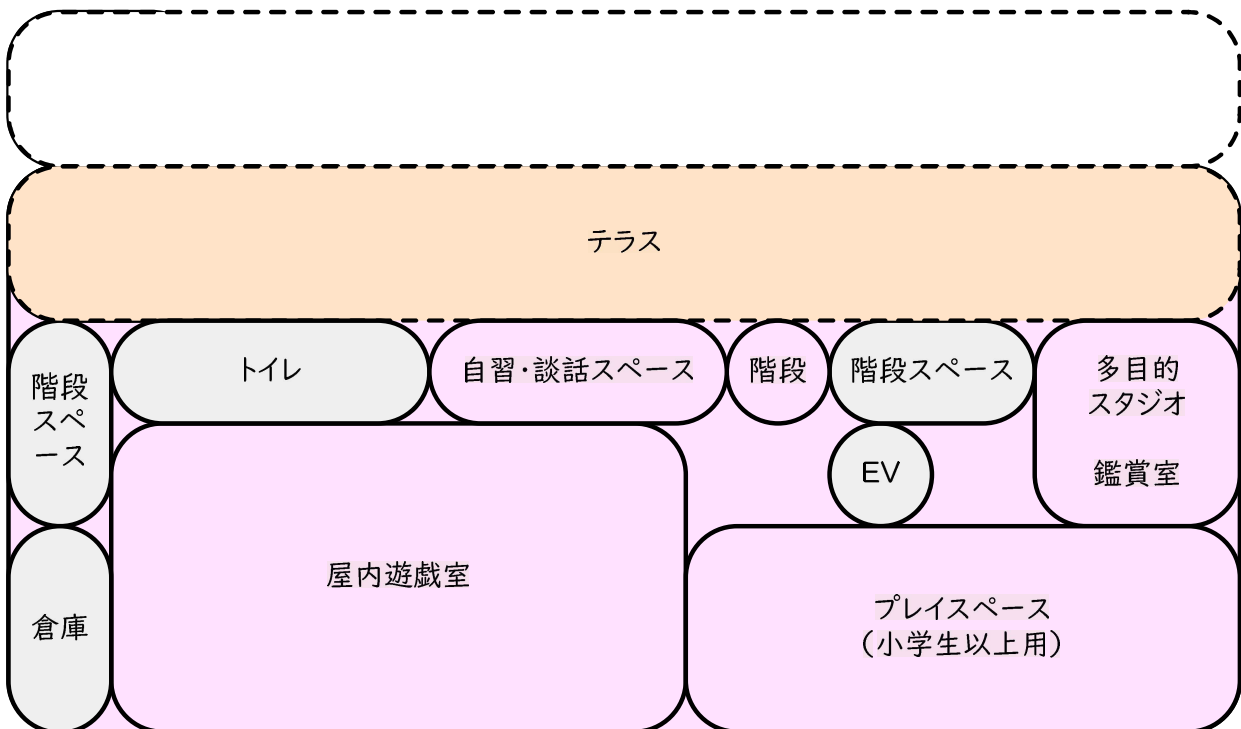 テラス
階段
スペ
ース
トイレ
自習・談話スペース
階段
階段スペース
多目的
スタジオ
鑑賞室
EV
屋内遊戯室
倉庫
プレイスペース
（小学生以上用）